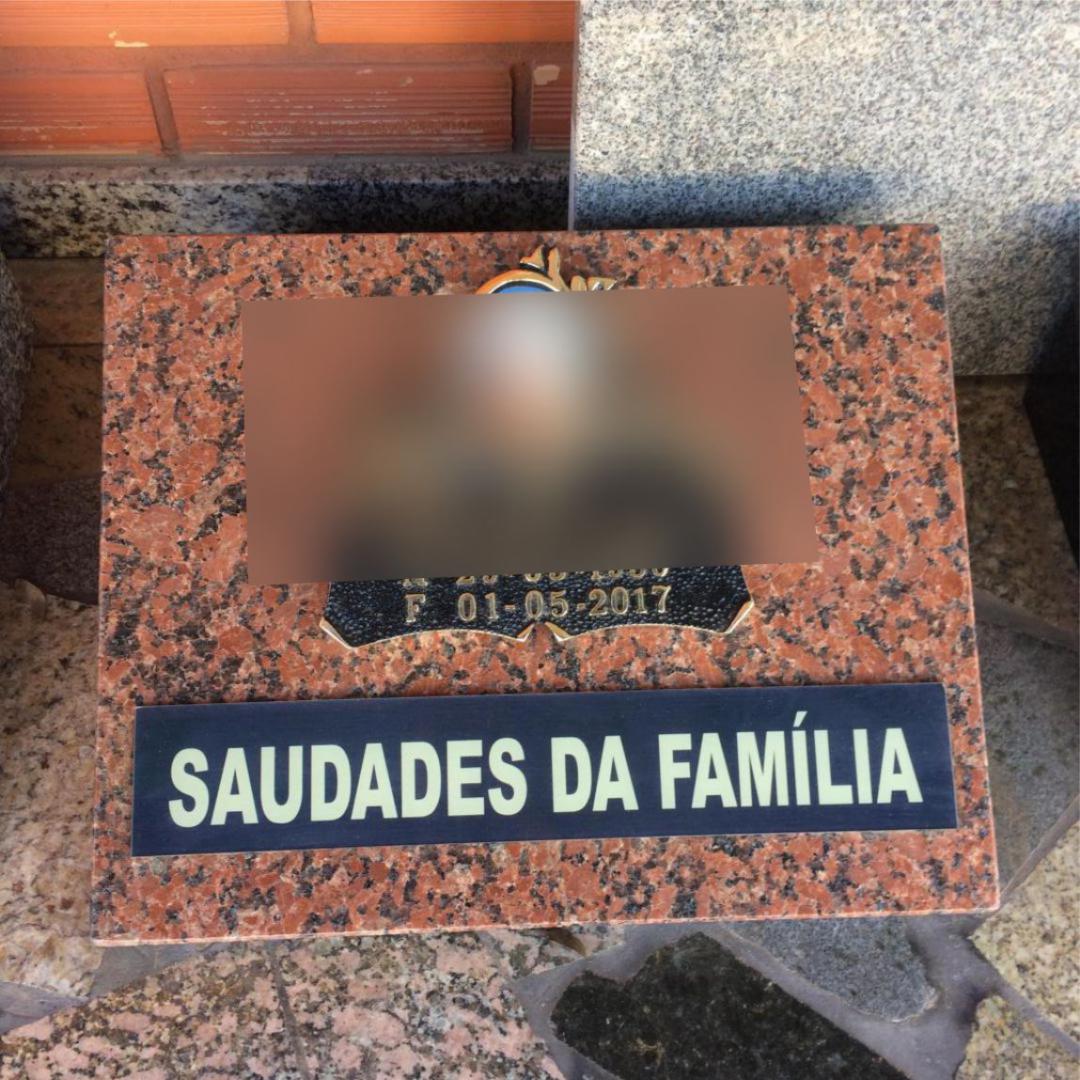 F 01-05-2017
SAUDADES DA FAMÍLIA